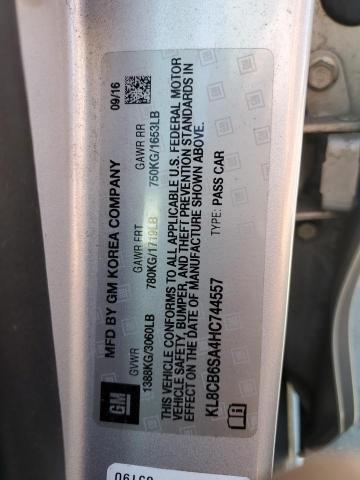 MFD BY GM KOREA COMPANY 09/16
GVWR GAWR FRT GAWR RR
1388KG/3060LB 780KG/1719LB 750KG/1653LB
THIS VEHICLE CONFORMS TO ALL APPLICABLE U.S. FEDERAL MOTOR
VEHICLE SAFETY, BUMPER, AND THEFT PREVENTION STANDARDS IN
EFFECT ON THE DATE OF MANUFACTURE SHOWN ABOVE.
KL8CB6SA4HC744557 TYPE: PASS CAR
GM